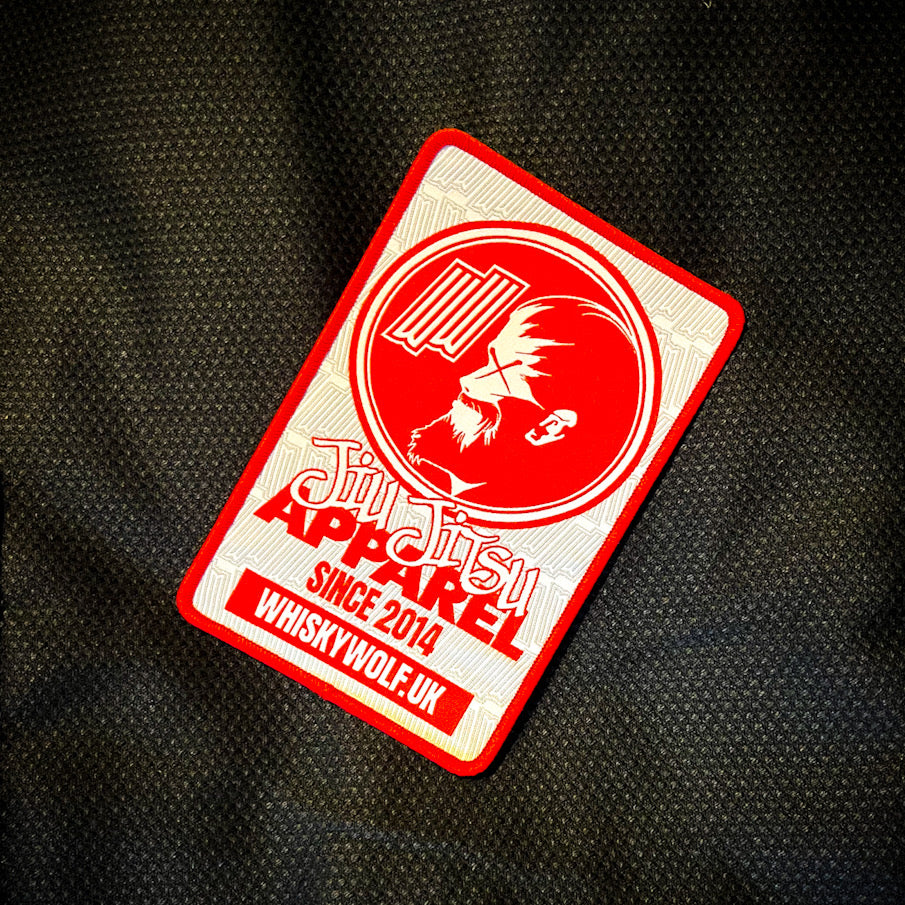 Jiu Jitsu
APPAREL
SINCE 2014
WHISKYWOLF.UK